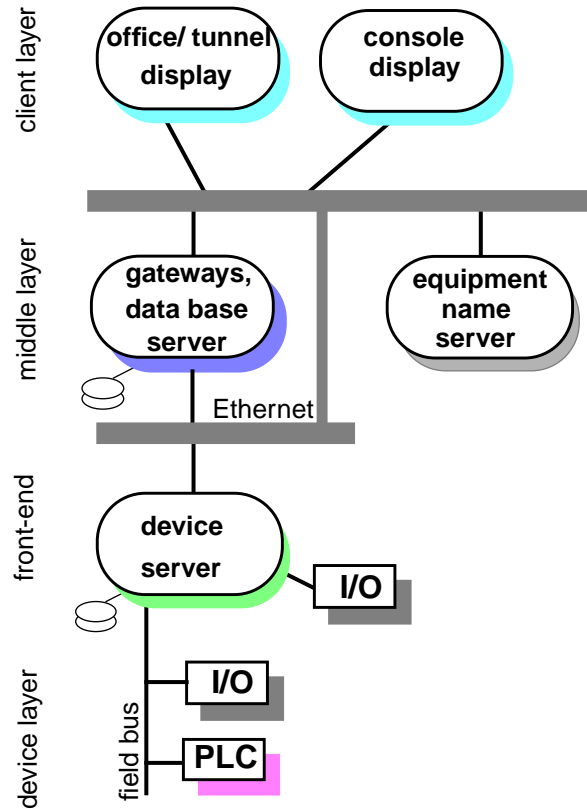 client layer
office/ tunnel
display
console
display
middle layer
gateways,
data base
server
equipment
name
server
Ethernet
front-end
device
server
I/O
device layer
field bus
I/O
PLC